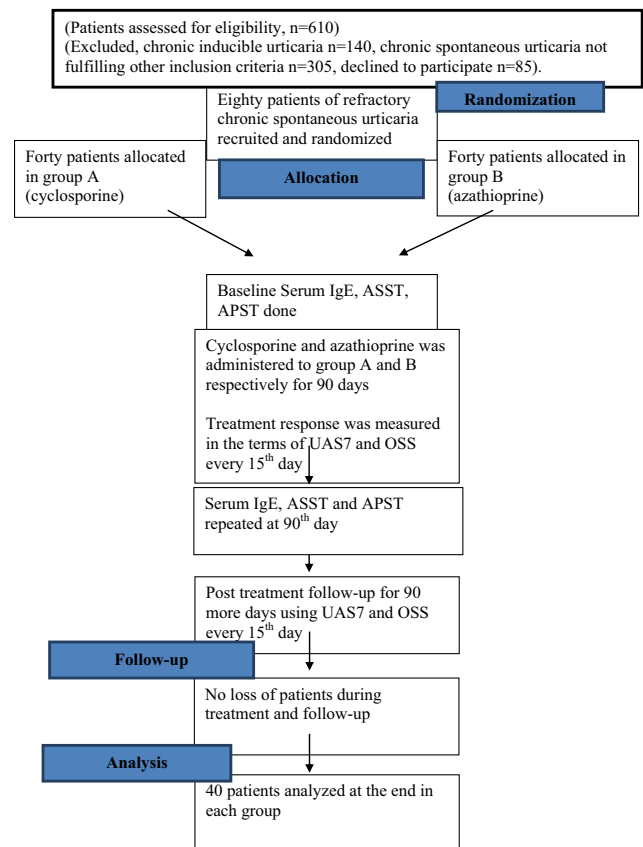 (Patients assessed for eligibility, n=610)
(Excluded, chronic inducible urticaria n=140, chronic spontaneous urticaria not
fulfilling other inclusion criteria n=305, declined to participate n=85).
Randomization
Eighty patients of refractory
chronic spontaneous urticaria
recruited and randomized
Forty patients allocated
in group A
(cyclosporine)
Allocation
Forty patients allocated in
group B
(azathioprine)
Baseline Serum IgE, ASST,
APST done
Cyclosporine and azathioprine was
administered to group A and B
respectively for 90 days
Treatment response was measured
in the terms of UAS7 and OSS
every 15th day
Serum IgE, ASST and APST
repeated at 90th day
Post treatment follow-up for 90
more days using UAS7 and OSS
every 15th day
Follow-up
No loss of patients during
treatment and follow-up
Analysis
40 patients analyzed at the end in
each group